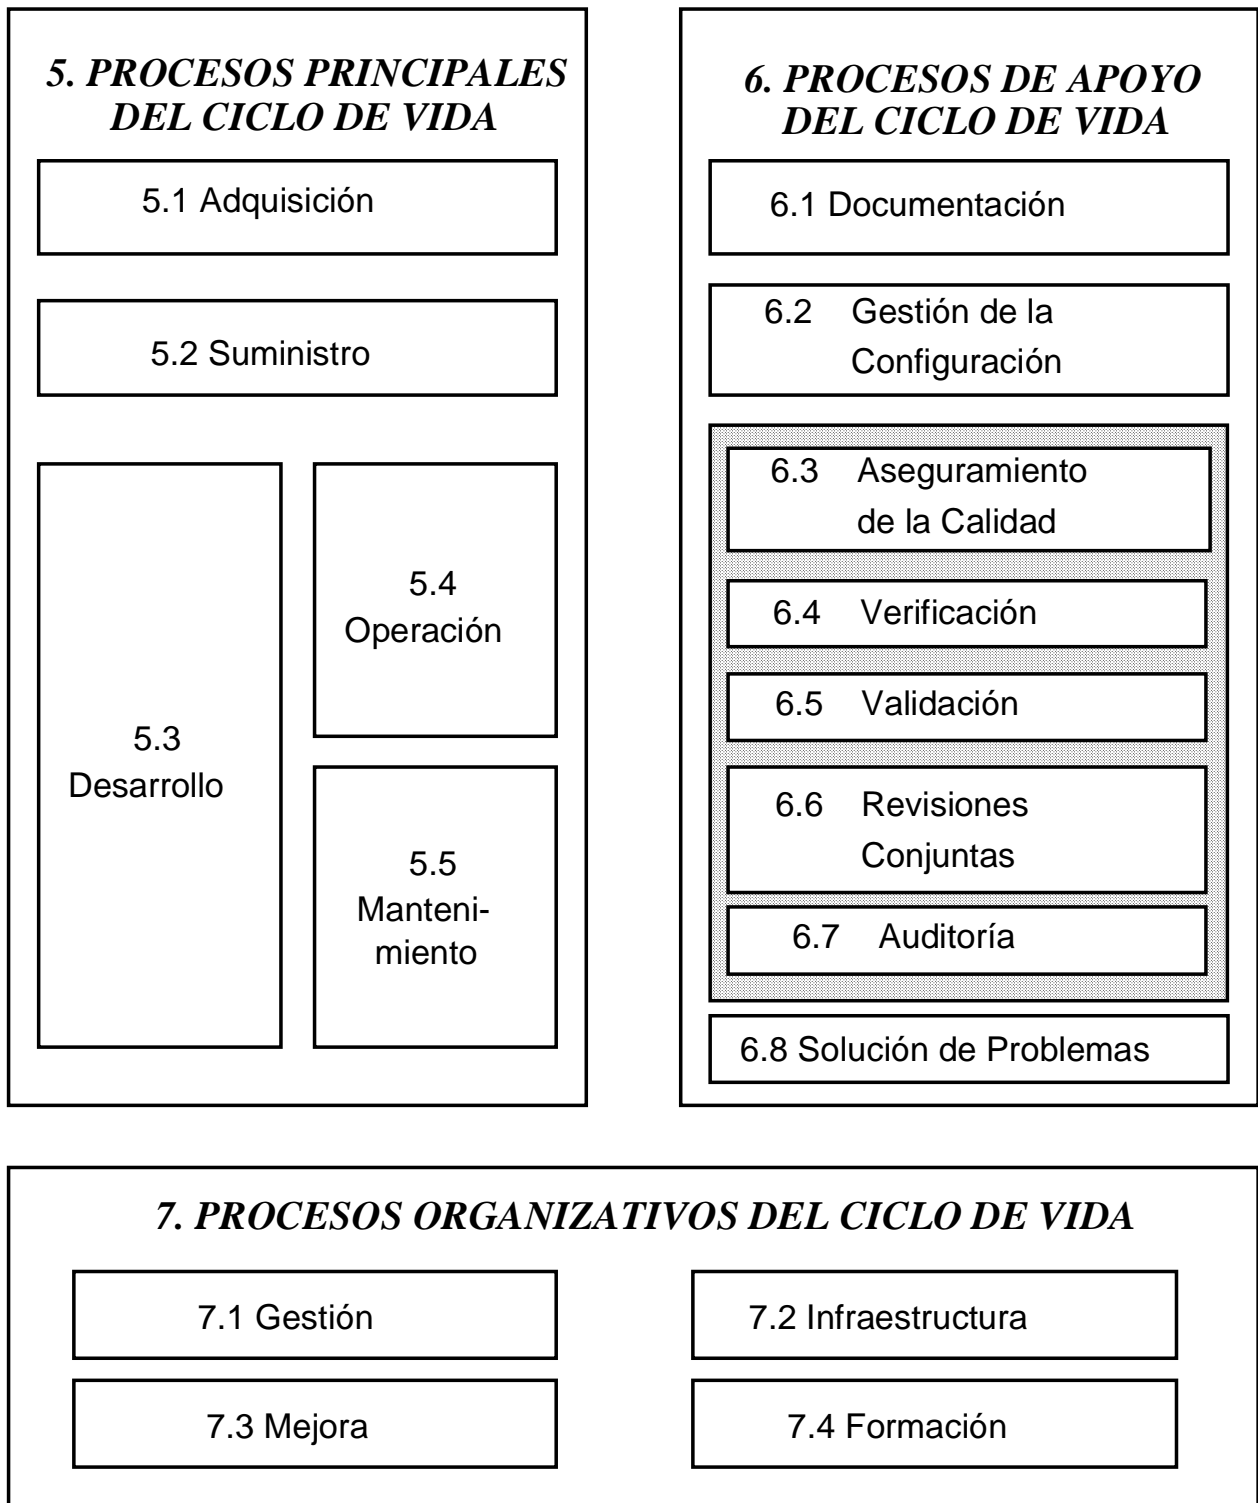 5. PROCESOS PRINCIPALES
DEL CICLO DE VIDA
5.1 Adquisición
5.2 Suministro
5.3
Desarrollo
5.4
Operación
5.5
Manteni-
miento
6. PROCESOS DE APOYO
DEL CICLO DE VIDA
6.1 Documentación
6.2 Gestión de la
Configuración
6.3 Aseguramiento
de la Calidad
6.4 Verificación
6.5 Validación
6.6 Revisiones
Conjuntas
6.7 Auditoría
6.8 Solución de Problemas
7. PROCESOS ORGANIZATIVOS DEL CICLO DE VIDA
7.1 Gestión
7.2 Infraestructura
7.3 Mejora
7.4 Formación